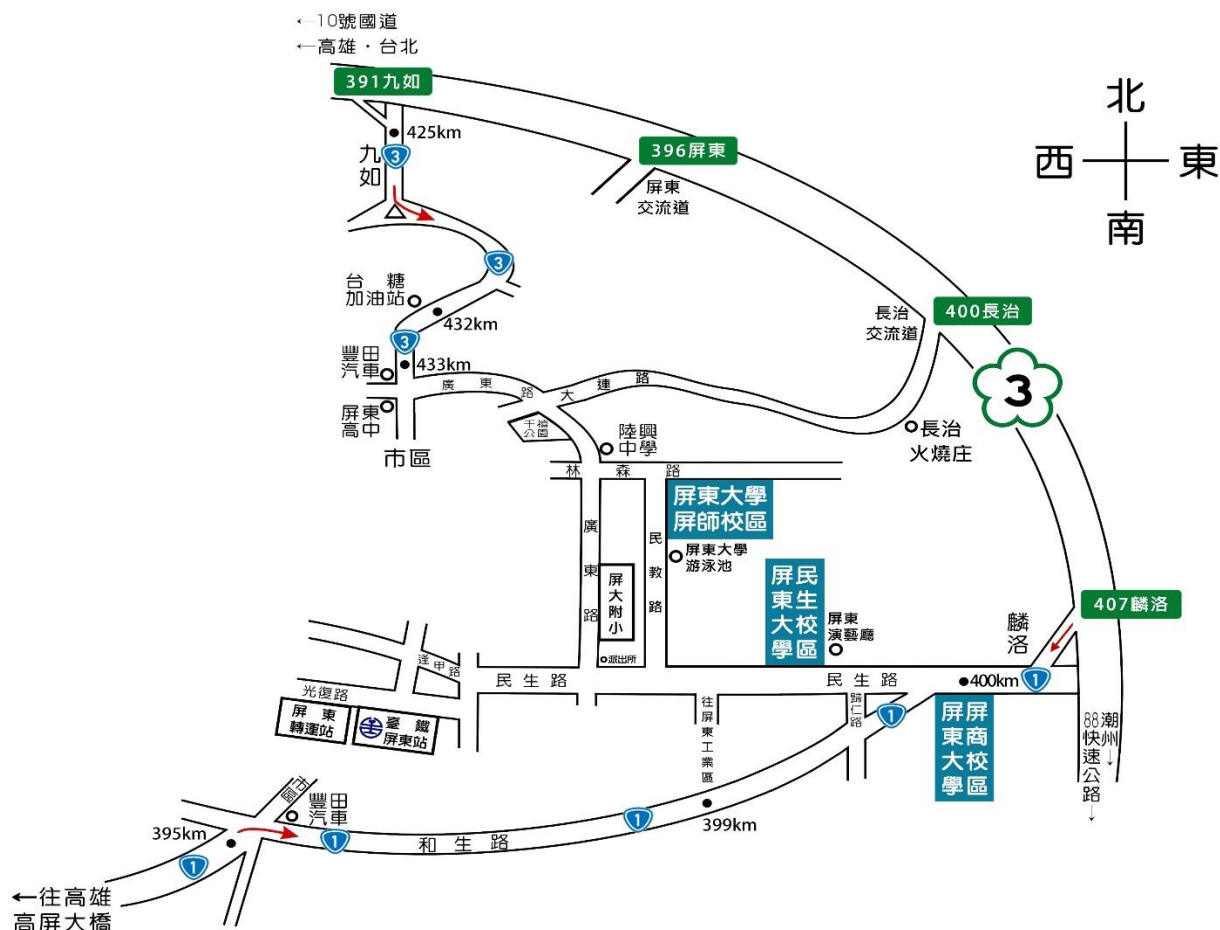 ←10號國道
←高雄・台北
391九如
北
西 東
南
425km
396屏東
九如
3
屏東
交流道
3
台糖
加油站
432km
長治
交流道
400長治
3
豐田
汽車
433km
3
廣東路
大連路
屏東
高中
市區
千禧
公園
陸興
中學
長治
火燒庄
林森路
屏東大學
屏師校區
廣東路
民教路
屏東大學
游泳池
屏大附小
民生校區
屏東大學
屏東
演藝廳
407麟洛
麟洛
派出所
逢甲路
民生路
民生路
400km
1
光復路
屏東
轉運站
臺鐵
屏東站
往屏東工業區
歸仁路
1
屏商校區
屏東大學
潮州↓
88快速公路↓
市區
豐田
汽車
395km
1
和生路
1
399km
1
←往高雄
高屏大橋